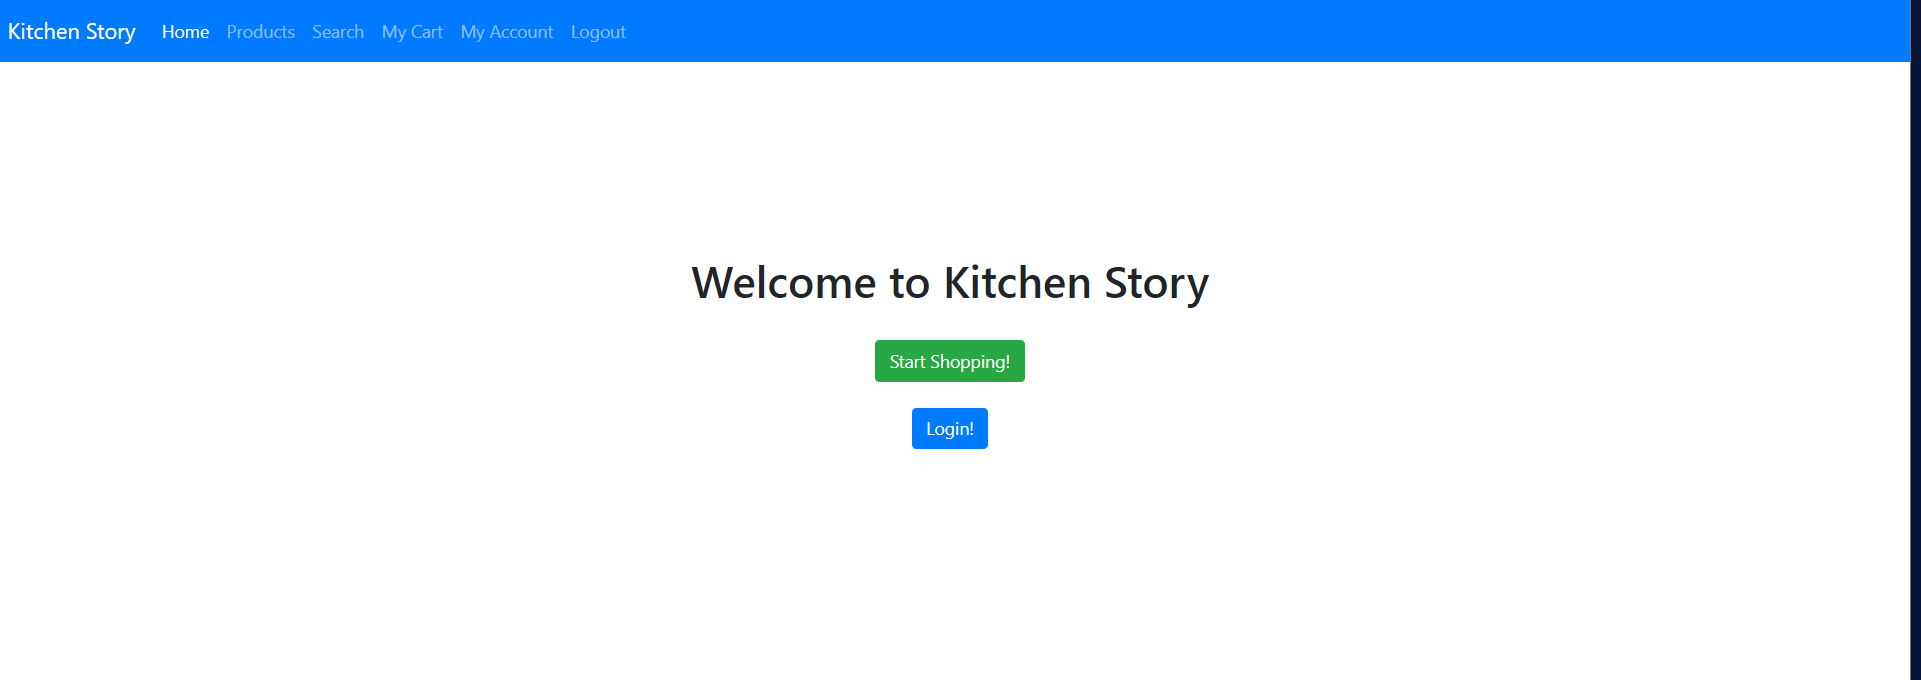 Kitchen Story Home Products Search My Cart My Account Logout
Welcome to Kitchen Story
Start Shopping!
Login!